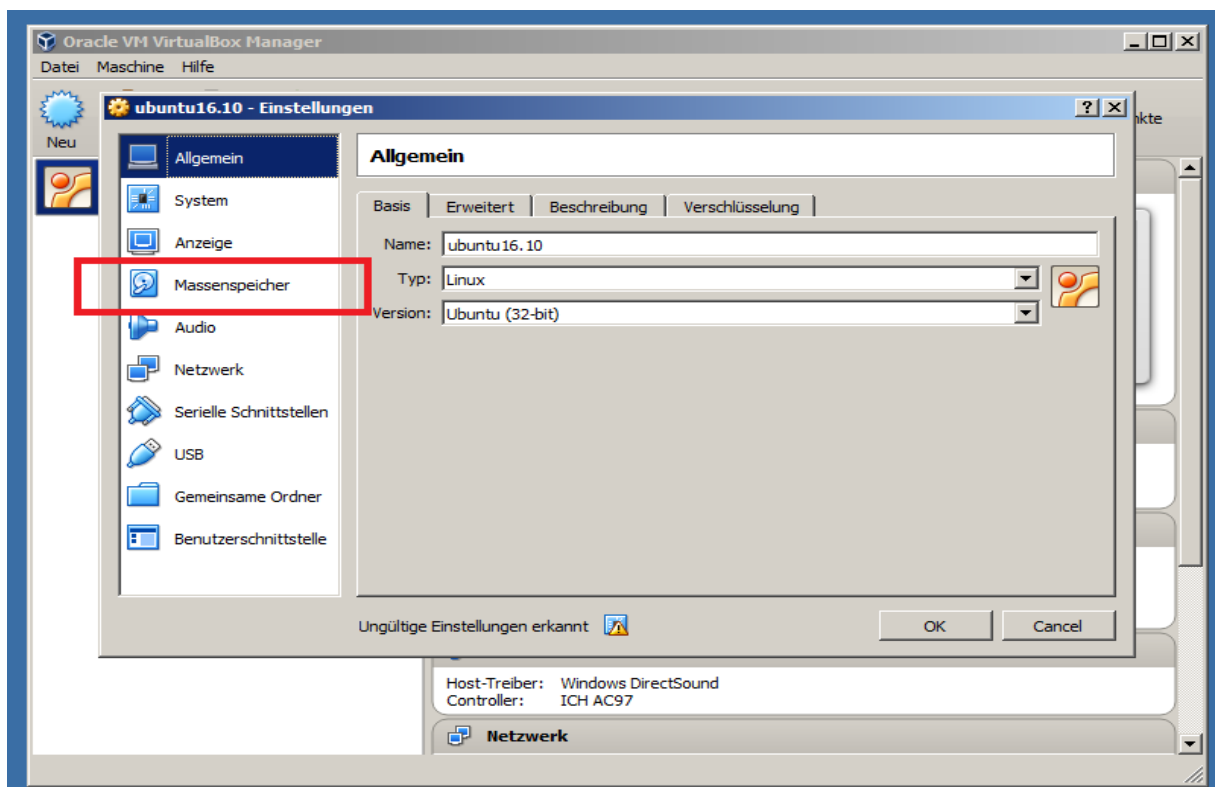 Oracle VM VirtualBox Manager
Datei Maschine Hilfe
Neu
nkte
ubuntu16.10 - Einstellungen
Allgemein
System
Anzeige
Massenspeicher
Audio
Netzwerk
Serielle Schnittstellen
USB
Gemeinsame Ordner
Benutzerschnittstelle
Allgemein
Basis Erweitert Beschreibung Verschlüsselung
Name: ubuntu16.10
Typ: Linux
Version: Ubuntu (32-bit)
Ungültige Einstellungen erkannt
OK Cancel
Host-Treiber: Windows DirectSound
Controller: ICH AC97
Netzwerk